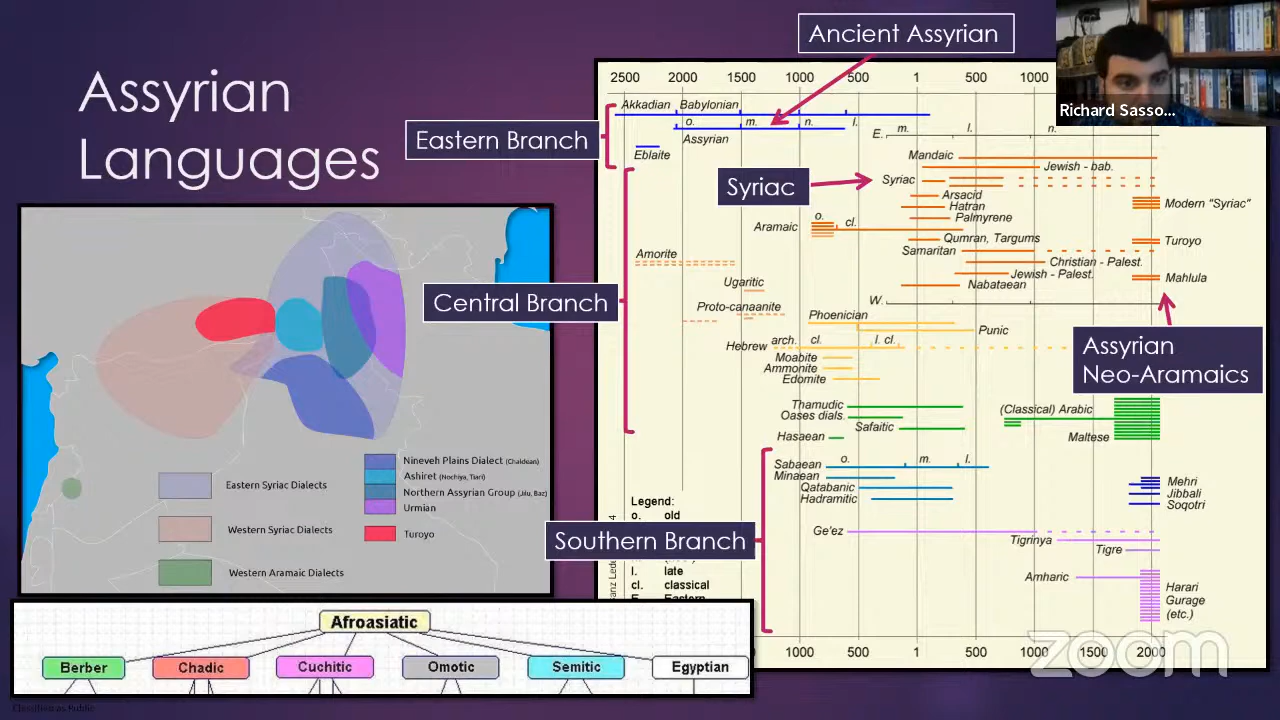 Assyrian
Languages
Ancient Assyrian
Richard Sasso...
Eastern Branch
Syriac
Central Branch
Assyrian
Neo-Aramaics
Southern Branch
2500 2000 1500 1000 500 1 500 1000
Akkadian Babylonian
o. m. n. l.
Assyrian
Eblaite
E. m. l. n.
Mandaic
Jewish - bab.
Syriac
Arsacid
Hatran
Palmyrene
Modern "Syriac"
Aramaic o. cl.
Qumran, Targums
Turoyo
Samaritan
Amorite
Christian - Palest.
Jewish - Palest.
Mahlula
Ugaritic
Nabataean
W.
Proto-canaanite
Phoenician
Punic
Hebrew arch. cl. l. cl.
Moabite
Ammonite
Edomite
Thamudic
(Classical) Arabic
Oases dials.
Safaitic
Hasaean
Maltese
Sabaean o. m. l.
Minaean
Qatabanic
Hadramitic
Mehri
Jibbali
Soqotri
Legend:
o. old
l. late
cl. classical
E. Eastern
Ge'ez
Tigrinya
Tigre
Amharic
Harari
Gurage
(etc.)
1000 500 1 500 1000 1500 2000
zoom
Eastern Syriac Dialects
Western Syriac Dialects
Western Aramaic Dialects
Nineveh Plains Dialect (Chaldean)
Ashiret (Nochiya, Tiari)
Northern Assyrian Group (Jilu, Baz)
Urmian
Turoyo
Afroasiatic
Berber Chadic Cuchitic Omotic Semitic Egyptian
Classified as Public